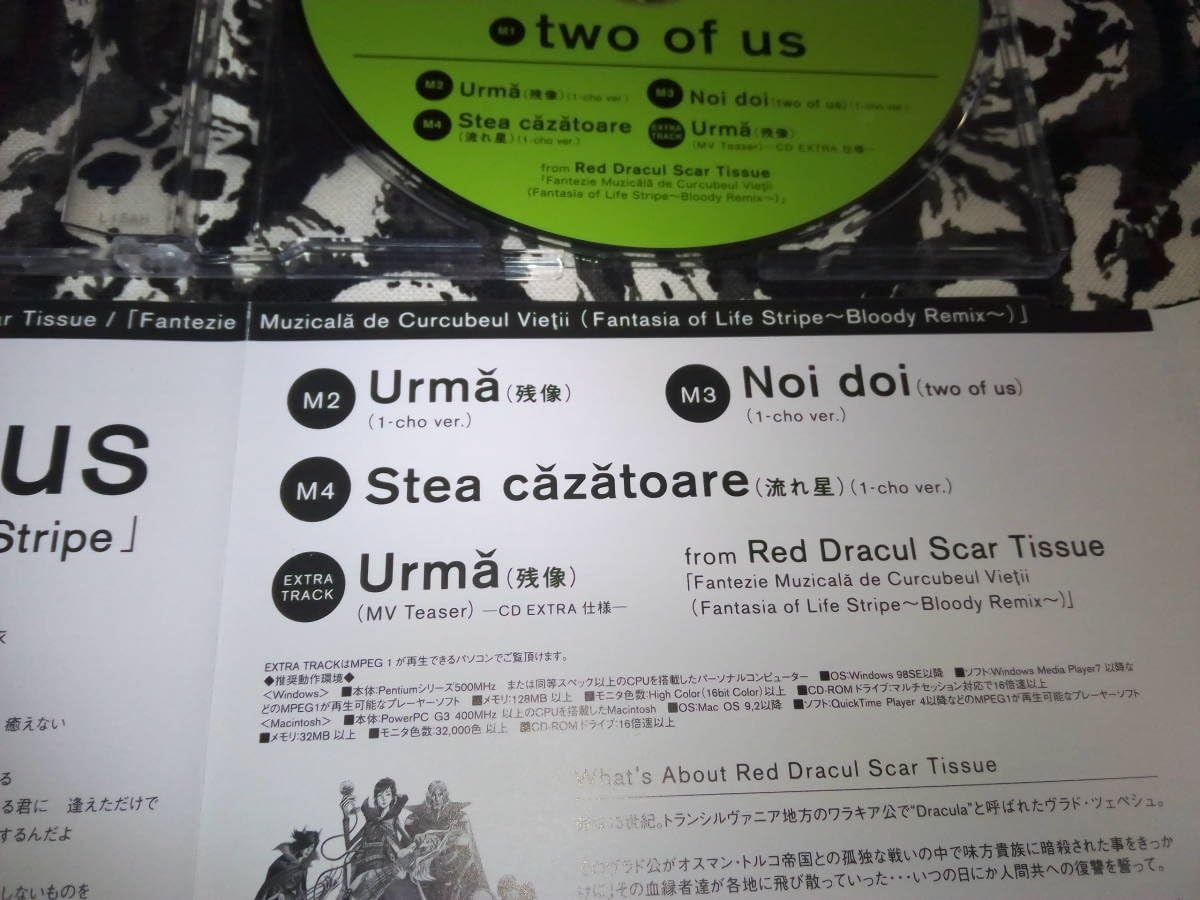 M1 two of us
M2 Urmă(残像)(1-cho ver.) M3 Noi doi(two of us)(1-cho ver.)
M4 Stea căzătoare EXTRA TRACK Urmă(残像)
(流れ星)(1-cho ver.) (MV Teaser)—CD EXTRA 仕様—
from Red Dracul Scar Tissue
「Fantezie Muzicală de Curcubeul Vieţii
(Fantasia of Life Stripe〜Bloody Remix〜)」
ar Tissue /「Fantezie Muzicală de Curcubeul Vieţii (Fantasia of Life Stripe〜Bloody Remix〜)」
M2 Urmă(残像) M3 Noi doi(two of us)
(1-cho ver.) (1-cho ver.)
us
M4 Stea căzătoare(流れ星)(1-cho ver.)
Stripe」
EXTRA TRACK Urmă(残像)
(MV Teaser) —CD EXTRA 仕様—
from Red Dracul Scar Tissue
「Fantezie Muzicală de Curcubeul Vieţii
(Fantasia of Life Stripe〜Bloody Remix〜)」
EXTRA TRACKはMPEG 1 が再生できるパソコンでご覧頂けます。
◆推奨動作環境◆
<Windows> ■本体:Pentiumシリーズ500MHz または同等スペック以上のCPUを搭載したパーソナルコンピューター ■OS:Windows 98SE以降 ■ソフト:Windows Media Player7 以降な
どのMPEG1が再生可能なプレーヤーソフト ■メモリ:128MB 以上 ■モニタ色数:High Color(16bit Color)以上 ■CD-ROMドライブ:マルチセッション対応で16倍速以上
<Macintosh> ■本体:PowerPC G3 400MHz 以上のCPUを搭載したMacintosh ■OS:Mac OS 9,2以降 ■ソフト:QuickTime Player 4以降などのMPEG1が再生可能なプレーヤーソフト
■メモリ:32MB 以上 ■モニタ色数:32,000色 以上 ■CD-ROMドライブ:16倍速以上
癒えない
る
る君に 逢えただけで
するんだよ
しないものを
What's About Red Dracul Scar Tissue
世紀。トランシルヴァニア地方のワラキア公で"Dracula"と呼ばれたヴラド・ツェペシュ。
ヴラド公がオスマン・トルコ帝国との孤独な戦いの中で味方貴族に暗殺された事をきっか
けに、その血縁者達が各地に飛び散っていった・・・いつの日にか人間共への復讐を誓って。